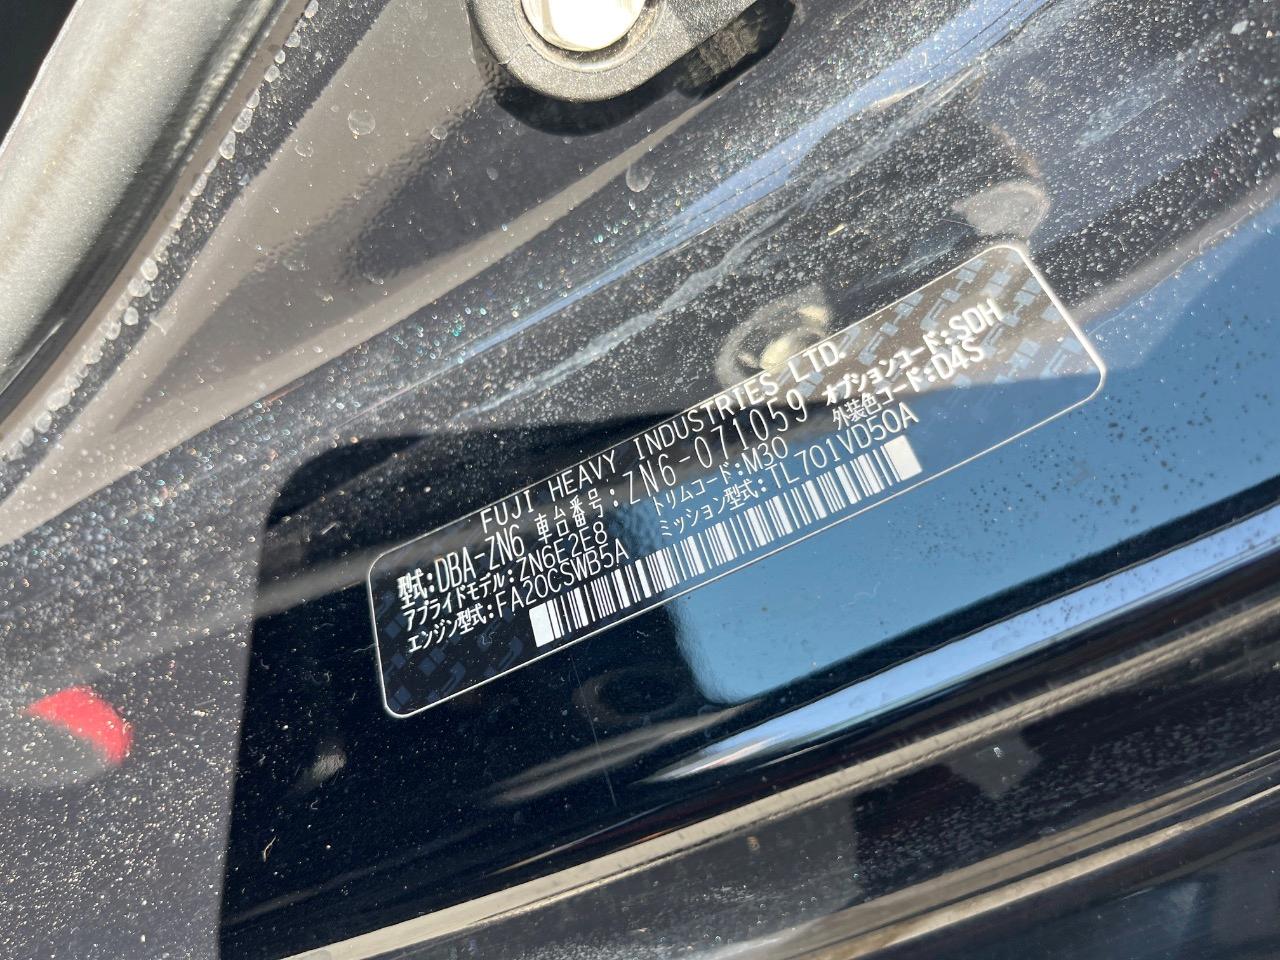 FUJI HEAVY INDUSTRIES LTD.
型式:DBA-ZN6 車台番号:ZN6-071059 オプションコード:SDH
アプライドモデル:ZN6E2E8 トリムコード:M30 外装色コード:D4S
エンジン型式:FA20CSWB5A ミッション型式:TL701VD50A